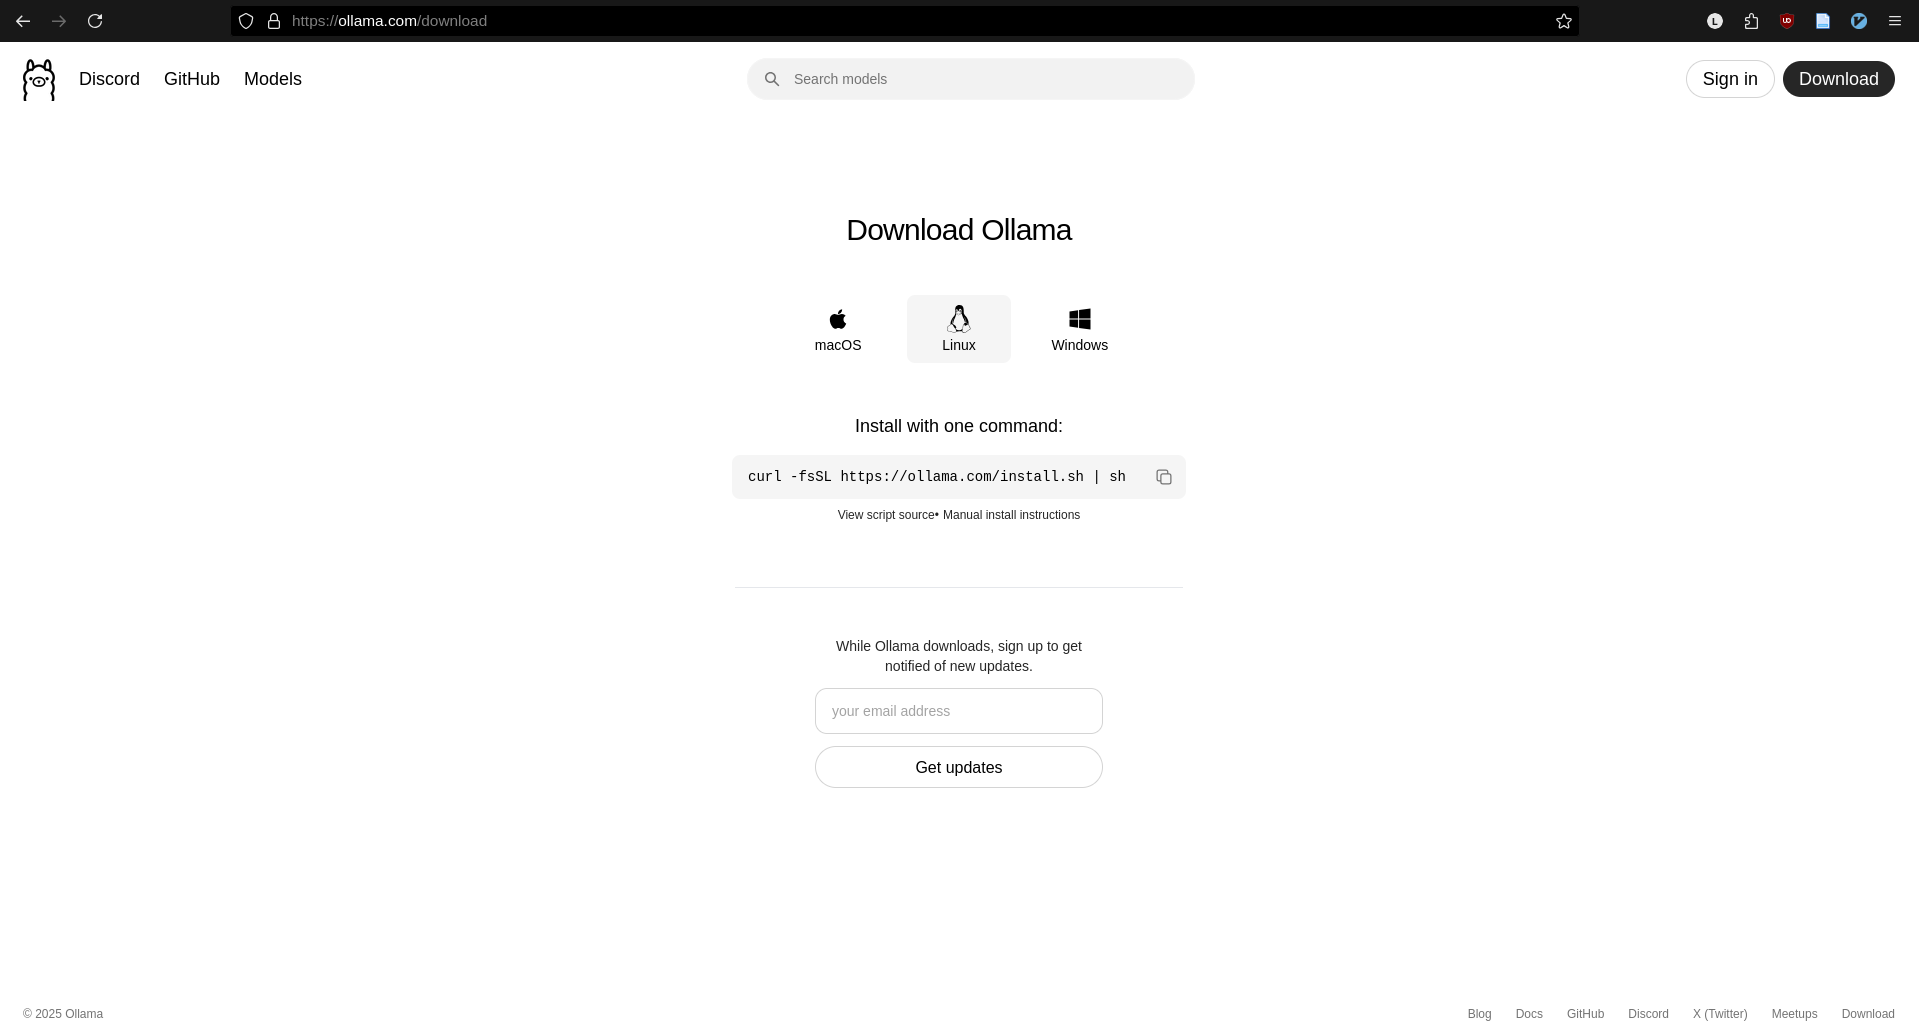 https://ollama.com/download
L
UD
Discord GitHub Models
Search models
Sign in Download
Download Ollama
macOS Linux Windows
Install with one command:
curl -fsSL https://ollama.com/install.sh | sh
View script source• Manual install instructions
While Ollama downloads, sign up to get
notified of new updates.
your email address
Get updates
© 2025 Ollama
Blog Docs GitHub Discord X (Twitter) Meetups Download